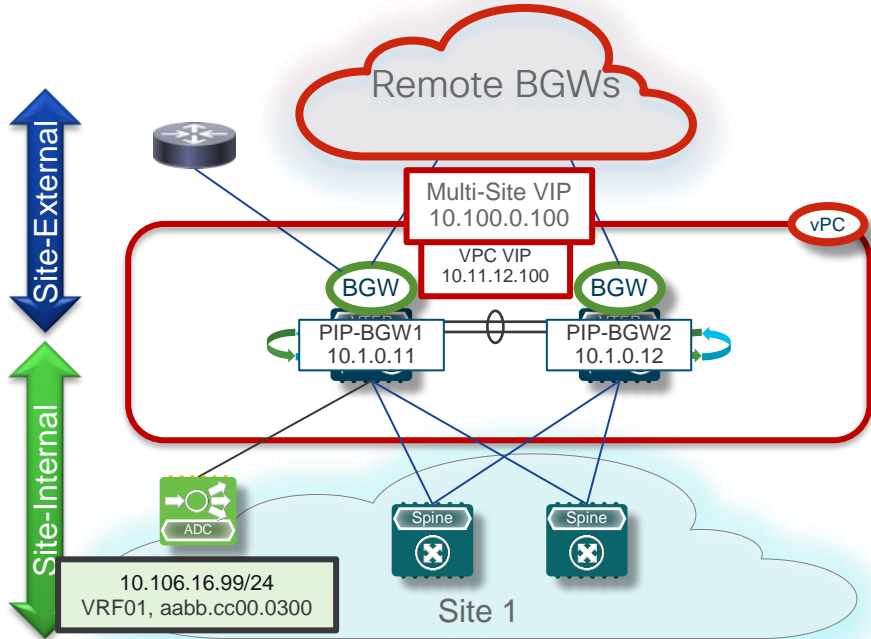 Remote BGWs
Site-External
Multi-Site VIP
10.100.0.100
vPC
VPC VIP
10.11.12.100
BGW
BGW
PIP-BGW1
10.1.0.11
PIP-BGW2
10.1.0.12
Site-Internal
Spine
Spine
ADC
10.106.16.99/24
VRF01, aabb.cc00.0300
Site 1